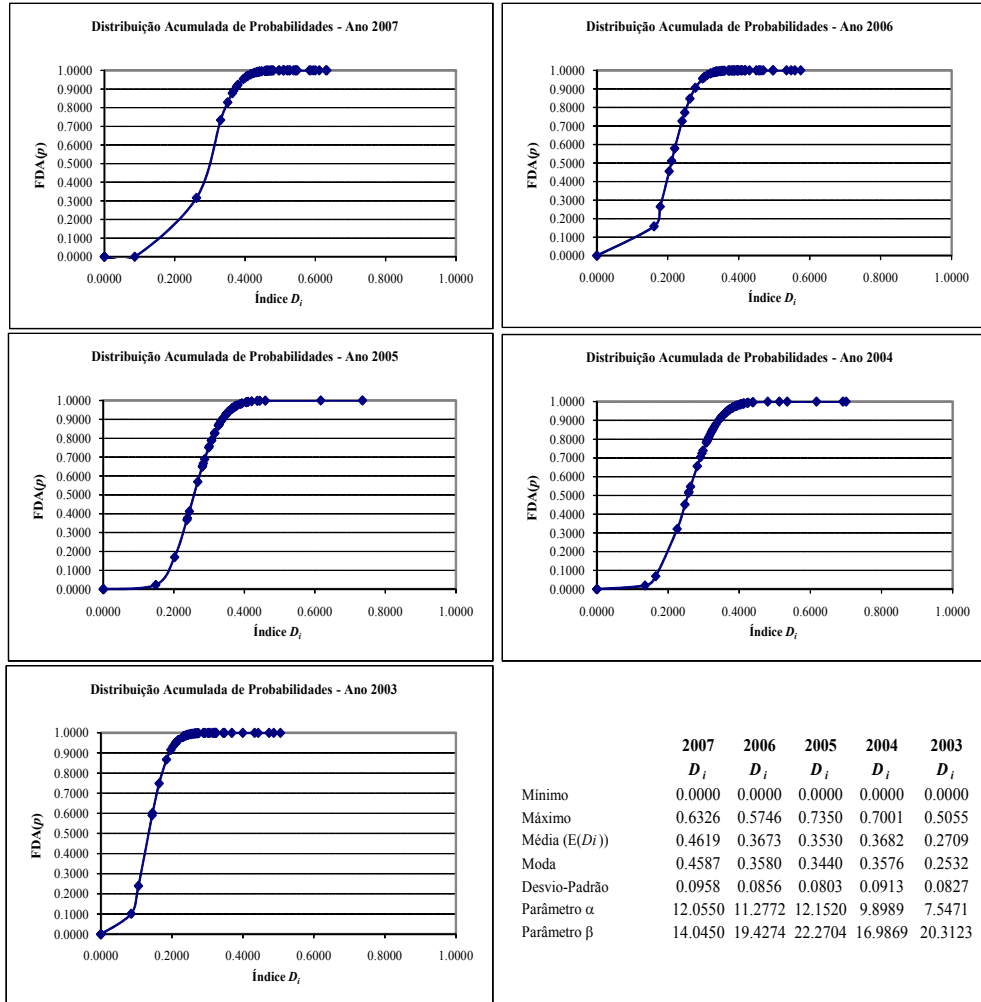 Distribuição Acumulada de Probabilidades - Ano 2007
FDA(p)
1.0000
0.9000
0.8000
0.7000
0.6000
0.5000
0.4000
0.3000
0.2000
0.1000
0.0000
0.0000 0.2000 0.4000 0.6000 0.8000 1.0000
Índice D i
Distribuição Acumulada de Probabilidades - Ano 2006
FDA(p)
1.0000
0.9000
0.8000
0.7000
0.6000
0.5000
0.4000
0.3000
0.2000
0.1000
0.0000
0.0000 0.2000 0.4000 0.6000 0.8000 1.0000
Índice D i
Distribuição Acumulada de Probabilidades - Ano 2005
FDA(p)
1.0000
0.9000
0.8000
0.7000
0.6000
0.5000
0.4000
0.3000
0.2000
0.1000
0.0000
0.0000 0.2000 0.4000 0.6000 0.8000 1.0000
Índice D i
Distribuição Acumulada de Probabilidades - Ano 2004
FDA(p)
1.0000
0.9000
0.8000
0.7000
0.6000
0.5000
0.4000
0.3000
0.2000
0.1000
0.0000
0.0000 0.2000 0.4000 0.6000 0.8000 1.0000
Índice D i
Distribuição Acumulada de Probabilidades - Ano 2003
FDA(p)
1.0000
0.9000
0.8000
0.7000
0.6000
0.5000
0.4000
0.3000
0.2000
0.1000
0.0000
0.0000 0.2000 0.4000 0.6000 0.8000 1.0000
Índice D i
2007 2006 2005 2004 2003
D i D i D i D i D i
Mínimo 0.0000 0.0000 0.0000 0.0000 0.0000
Máximo 0.6326 0.5746 0.7350 0.7001 0.5055
Média (E(Di)) 0.4619 0.3673 0.3530 0.3682 0.2709
Moda 0.4587 0.3580 0.3440 0.3576 0.2532
Desvio-Padrão 0.0958 0.0856 0.0803 0.0913 0.0827
Parâmetro α 12.0550 11.2772 12.1520 9.8989 7.5471
Parâmetro β 14.0450 19.4274 22.2704 16.9869 20.3123